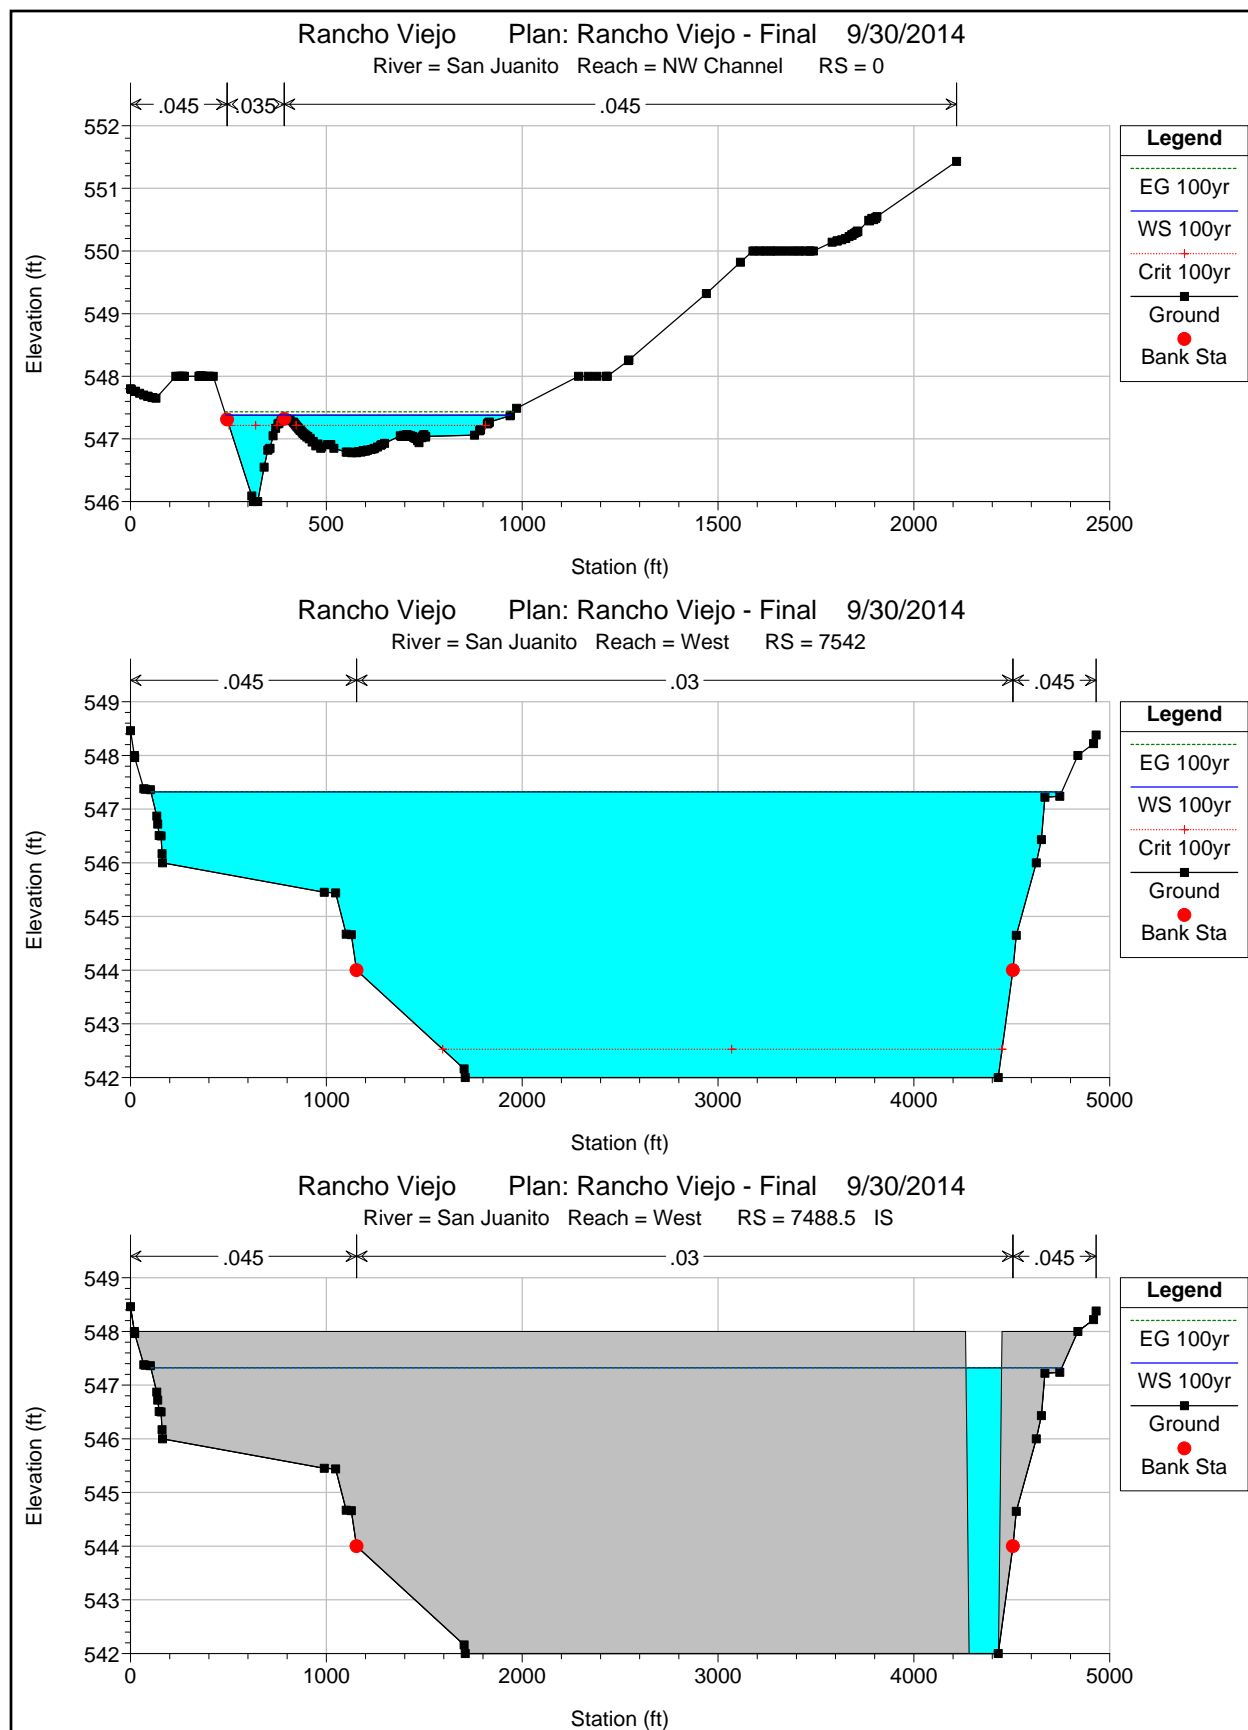 Rancho Viejo Plan: Rancho Viejo - Final 9/30/2014
River = San Juanito Reach = NW Channel RS = 0
.045 .035 .045
552
551
550
549
548
547
546
Elevation (ft)
0 500 1000 1500 2000 2500
Station (ft)
Legend
EG 100yr
WS 100yr
Crit 100yr
Ground
Bank Sta
Rancho Viejo Plan: Rancho Viejo - Final 9/30/2014
River = San Juanito Reach = West RS = 7542
.045 .03 .045
549
548
547
546
545
544
543
542
Elevation (ft)
0 1000 2000 3000 4000 5000
Station (ft)
Legend
EG 100yr
WS 100yr
Crit 100yr
Ground
Bank Sta
Rancho Viejo Plan: Rancho Viejo - Final 9/30/2014
River = San Juanito Reach = West RS = 7488.5 IS
.045 .03 .045
549
548
547
546
545
544
543
542
Elevation (ft)
0 1000 2000 3000 4000 5000
Station (ft)
Legend
EG 100yr
WS 100yr
Ground
Bank Sta